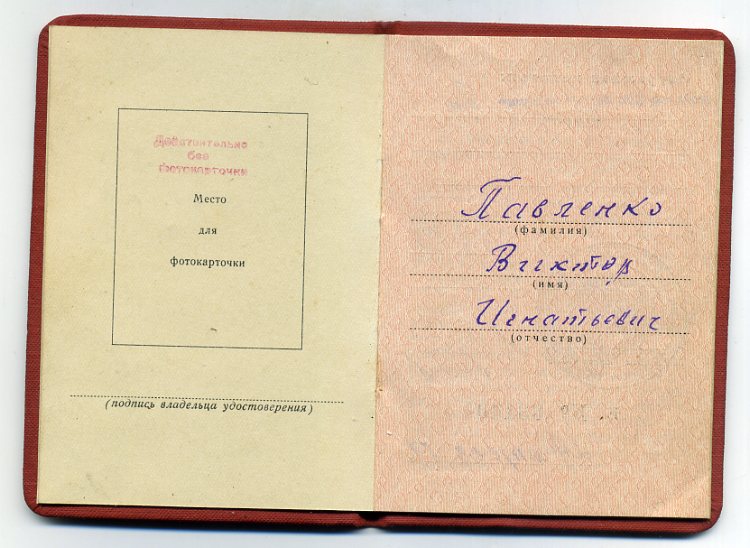 Действительно
без
фотокарточки
Место
для
фотокарточки
(подпись владельца удостоверения)
Павленко
(фамилия)
Виктор
(имя)
Игнатьевич
(отчество)